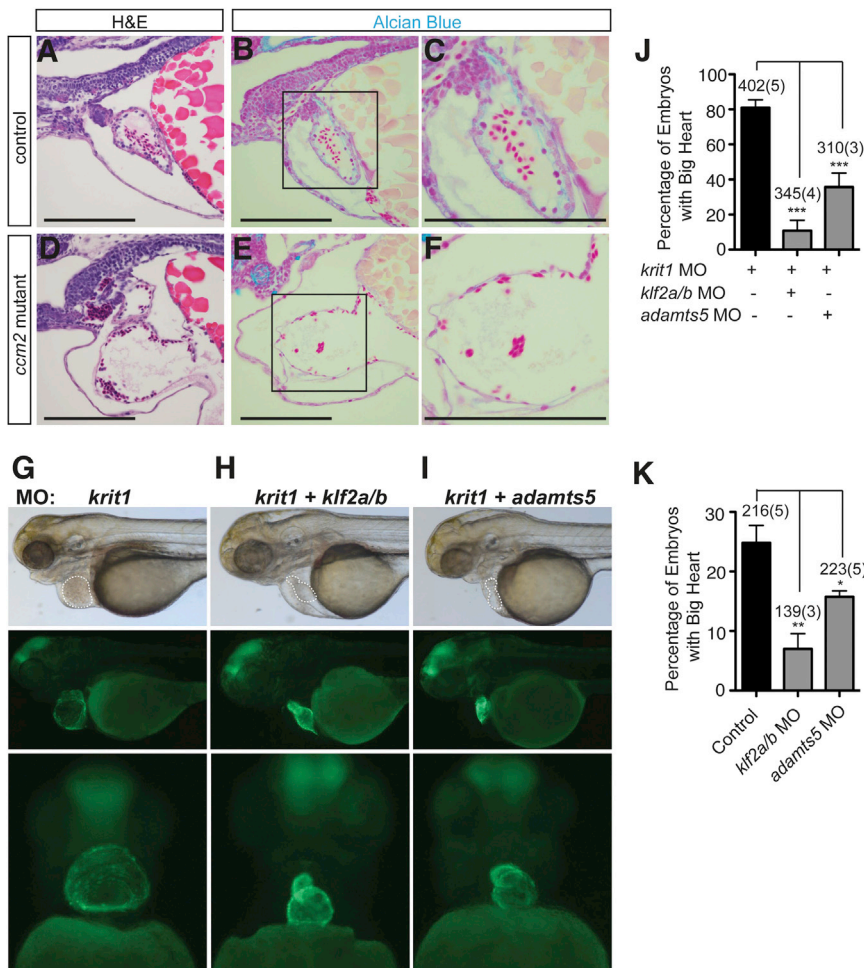 H&E
Alcian Blue
control
A
B
C
ccm2 mutant
D
E
F
J
Percentage of Embryos
with Big Heart
100
80
60
40
20
0
402(5)
345(4)
***
310(3)
***
krit1 MO + + +
klf2a/b MO - + -
adamts5 MO - - +
G
H
I
MO: krit1
krit1 + klf2a/b
krit1 + adamts5
K
Percentage of Embryos
with Big Heart
30
20
10
0
216(5)
139(3)
**
223(5)
*
Control
klf2a/b MO
adamts5 MO